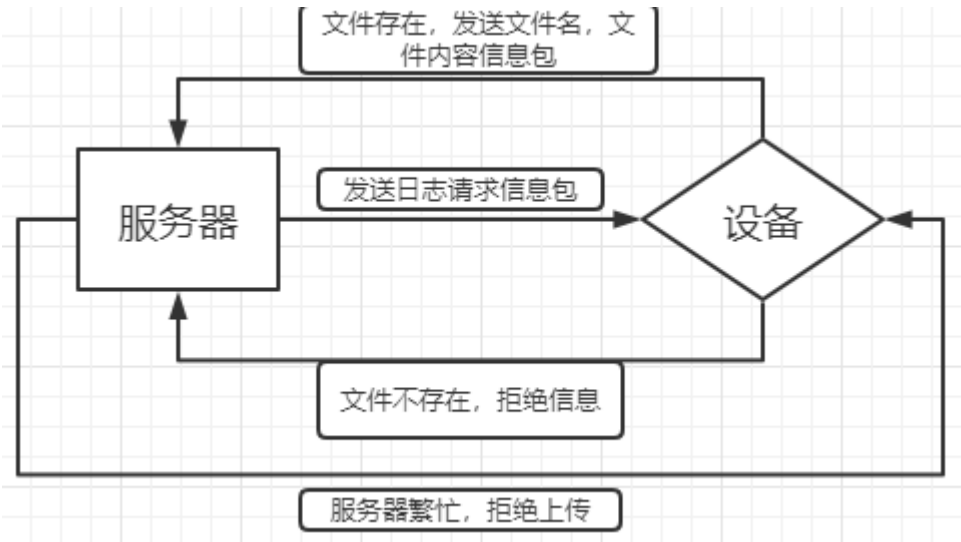 文件存在，发送文件名，文
件内容信息包
发送日志请求信息包
服务器
设备
文件不存在，拒绝信息
服务器繁忙，拒绝上传